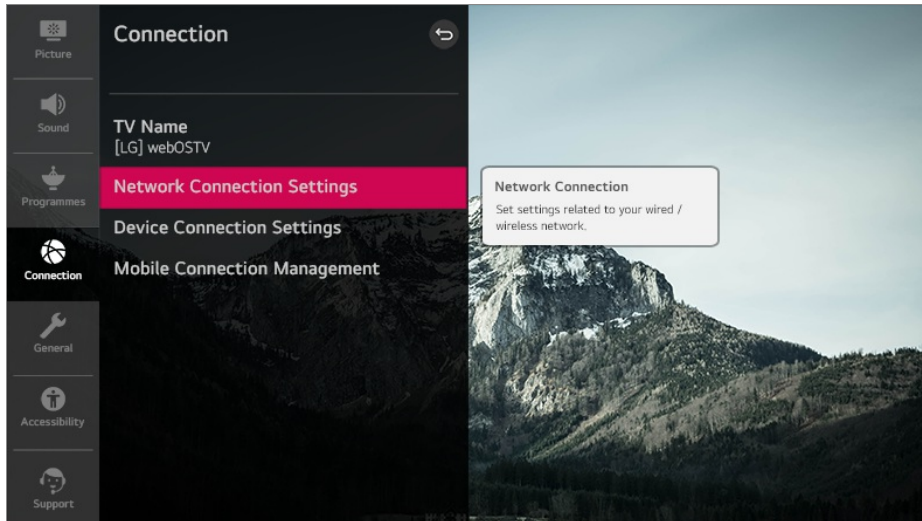 Picture
Sound
Programmes
Connection
General
Accessibility
Support
Connection
TV Name
[LG] webOSTV
Network Connection Settings
Device Connection Settings
Mobile Connection Management
Network Connection
Set settings related to your wired /
wireless network.